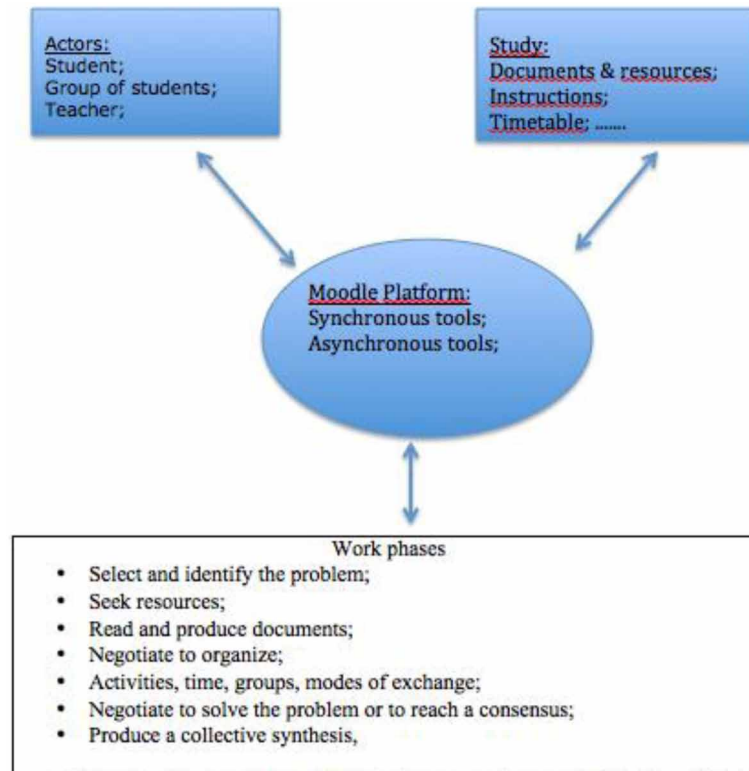 Actors:
Student;
Group of students;
Teacher;
Study:
Documents & resources;
Instructions;
Timetable; .......
Moodle Platform:
Synchronous tools;
Asynchronous tools;
Work phases
• Select and identify the problem;
• Seek resources;
• Read and produce documents;
• Negotiate to organize;
• Activities, time, groups, modes of exchange;
• Negotiate to solve the problem or to reach a consensus;
• Produce a collective synthesis,